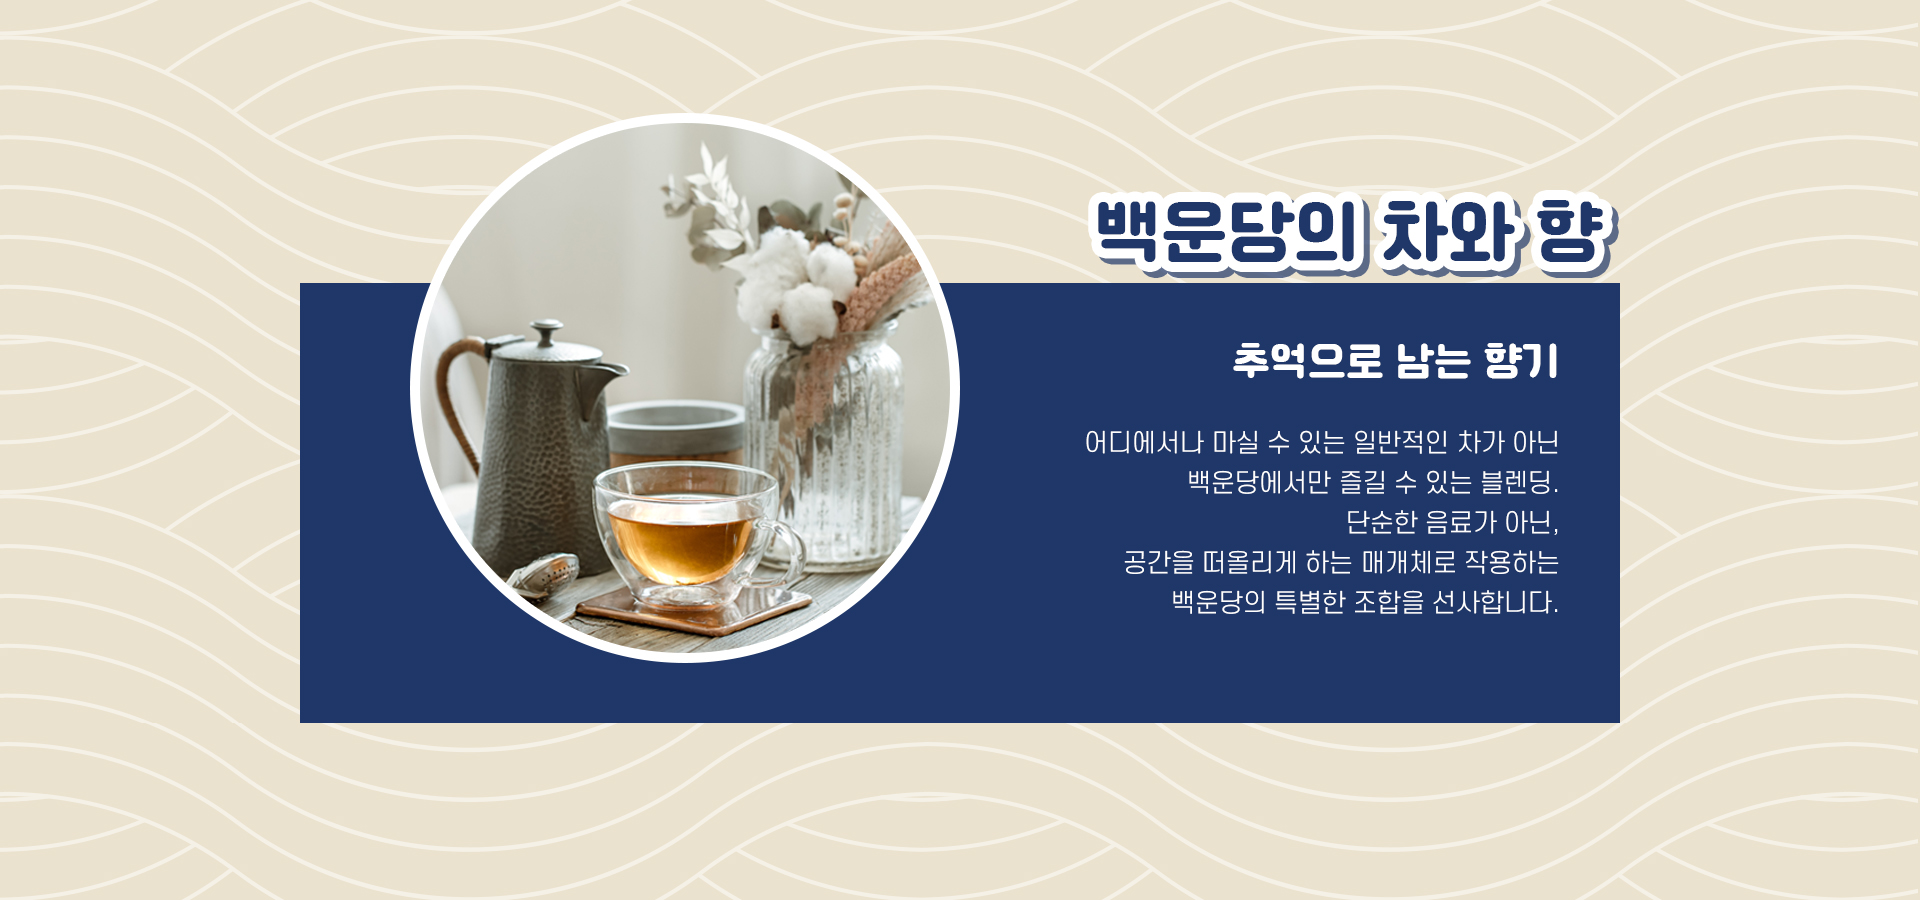 백운당의 차와 향
추억으로 남는 향기
어디에서나 마실 수 있는 일반적인 차가 아닌
백운당에서만 즐길 수 있는 블렌딩.
단순한 음료가 아닌,
공간을 떠올리게 하는 매개체로 작용하는
백운당의 특별한 조합을 선사합니다.